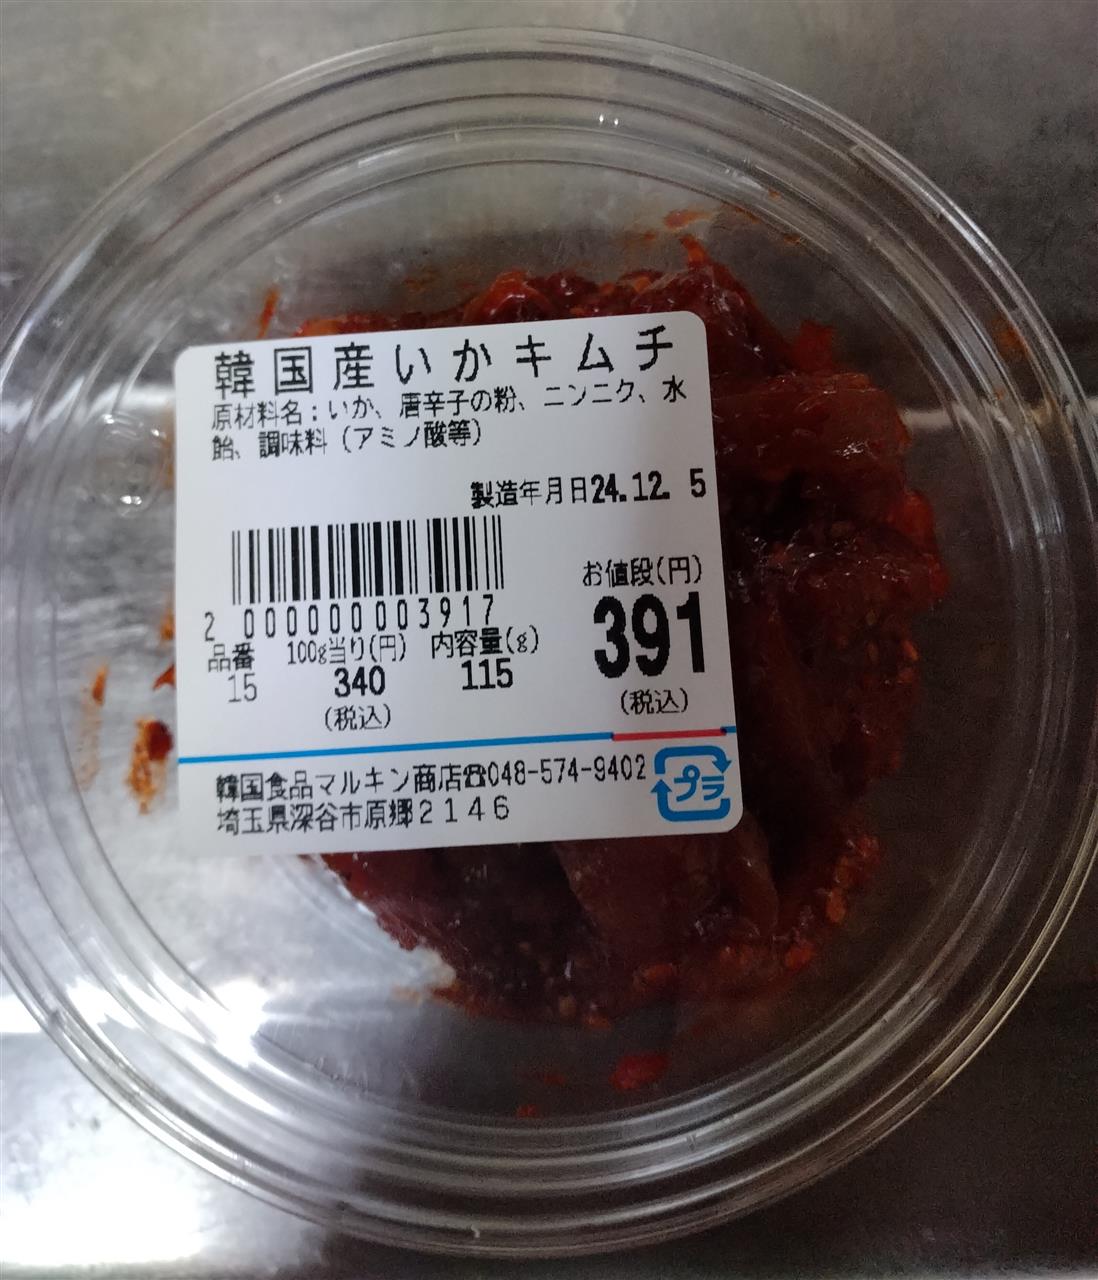 韓国産いかキムチ
原材料名：いか、唐辛子の粉、ニンニク、水
飴、調味料（アミノ酸等）
製造年月日24.12. 5
2 000000003917
お値段(円)
391
(税込)
品番 100g当り(円) 内容量(g)
15 340 115
(税込)
韓国食品マルキン商店☎048-574-9402
埼玉県深谷市原郷2146
プラ